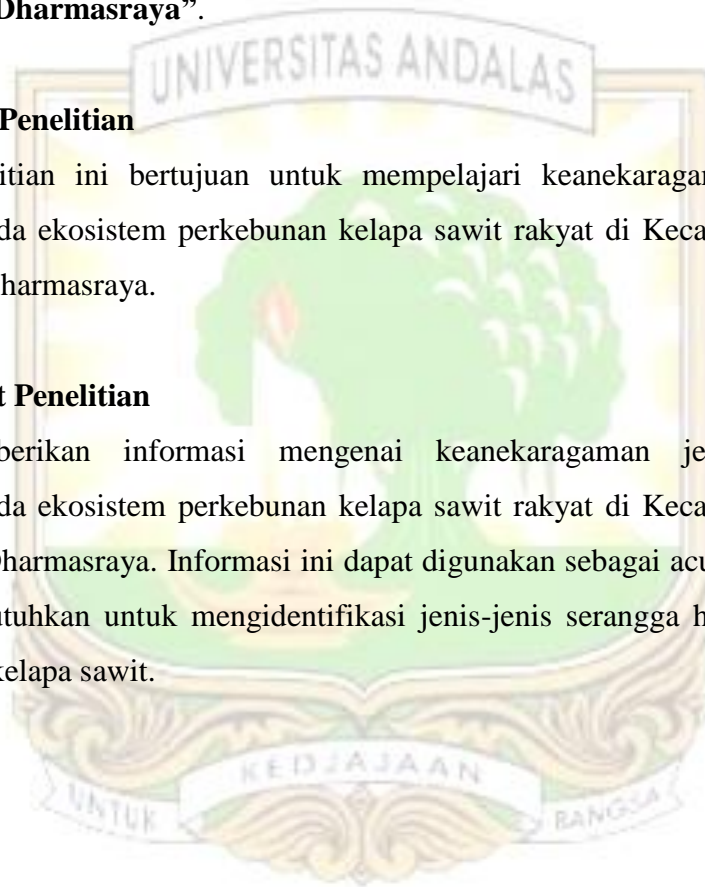 Dharmasraya”.
UNIVERSITAS ANDALAS
Penelitian
itian ini bertujuan untuk mempelajari keanekaragar
da ekosistem perkebunan kelapa sawit rakyat di Keca
harmasraya.
t Penelitian
berikan informasi mengenai keanekaragaman je
da ekosistem perkebunan kelapa sawit rakyat di Keca
Dharmasraya. Informasi ini dapat digunakan sebagai acu
utuhkan untuk mengidentifikasi jenis-jenis serangga h
kelapa sawit.
UNTUK KEDJAJAAN BANGSA